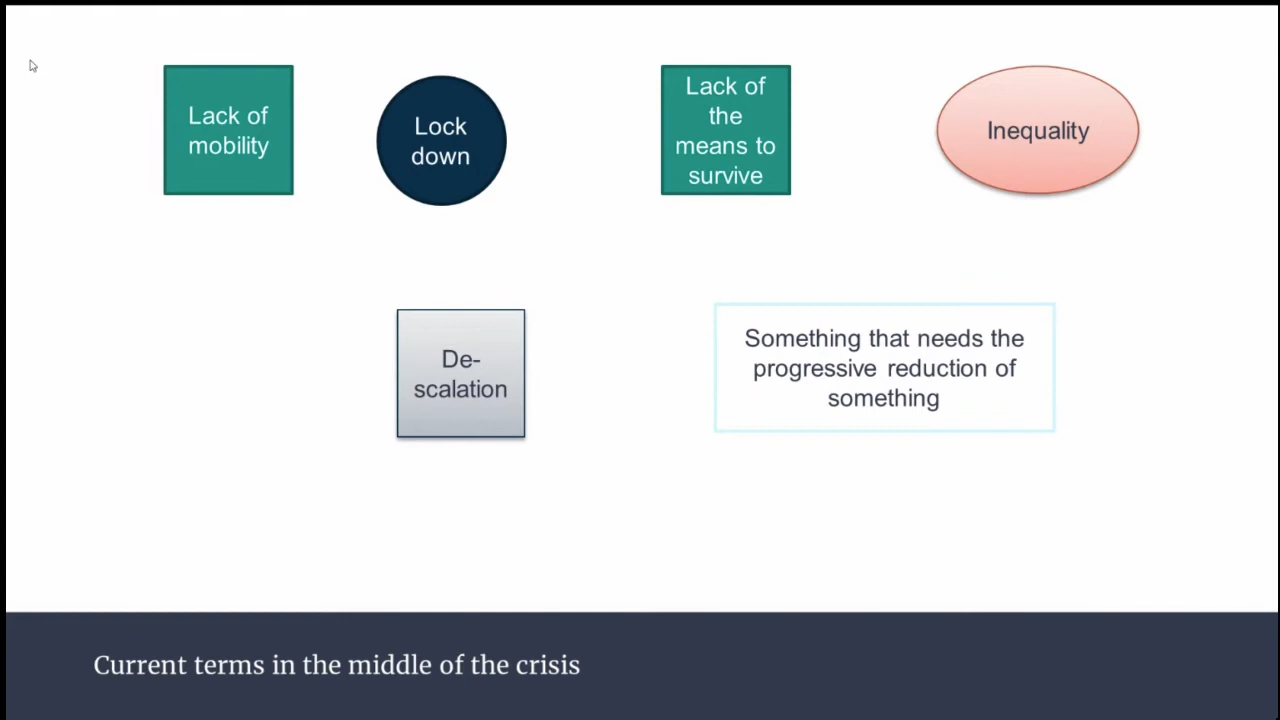 Lack of
mobility
Lock
down
Lack of
the
means to
survive
Inequality
De-
scalation
Something that needs the
progressive reduction of
something
Current terms in the middle of the crisis